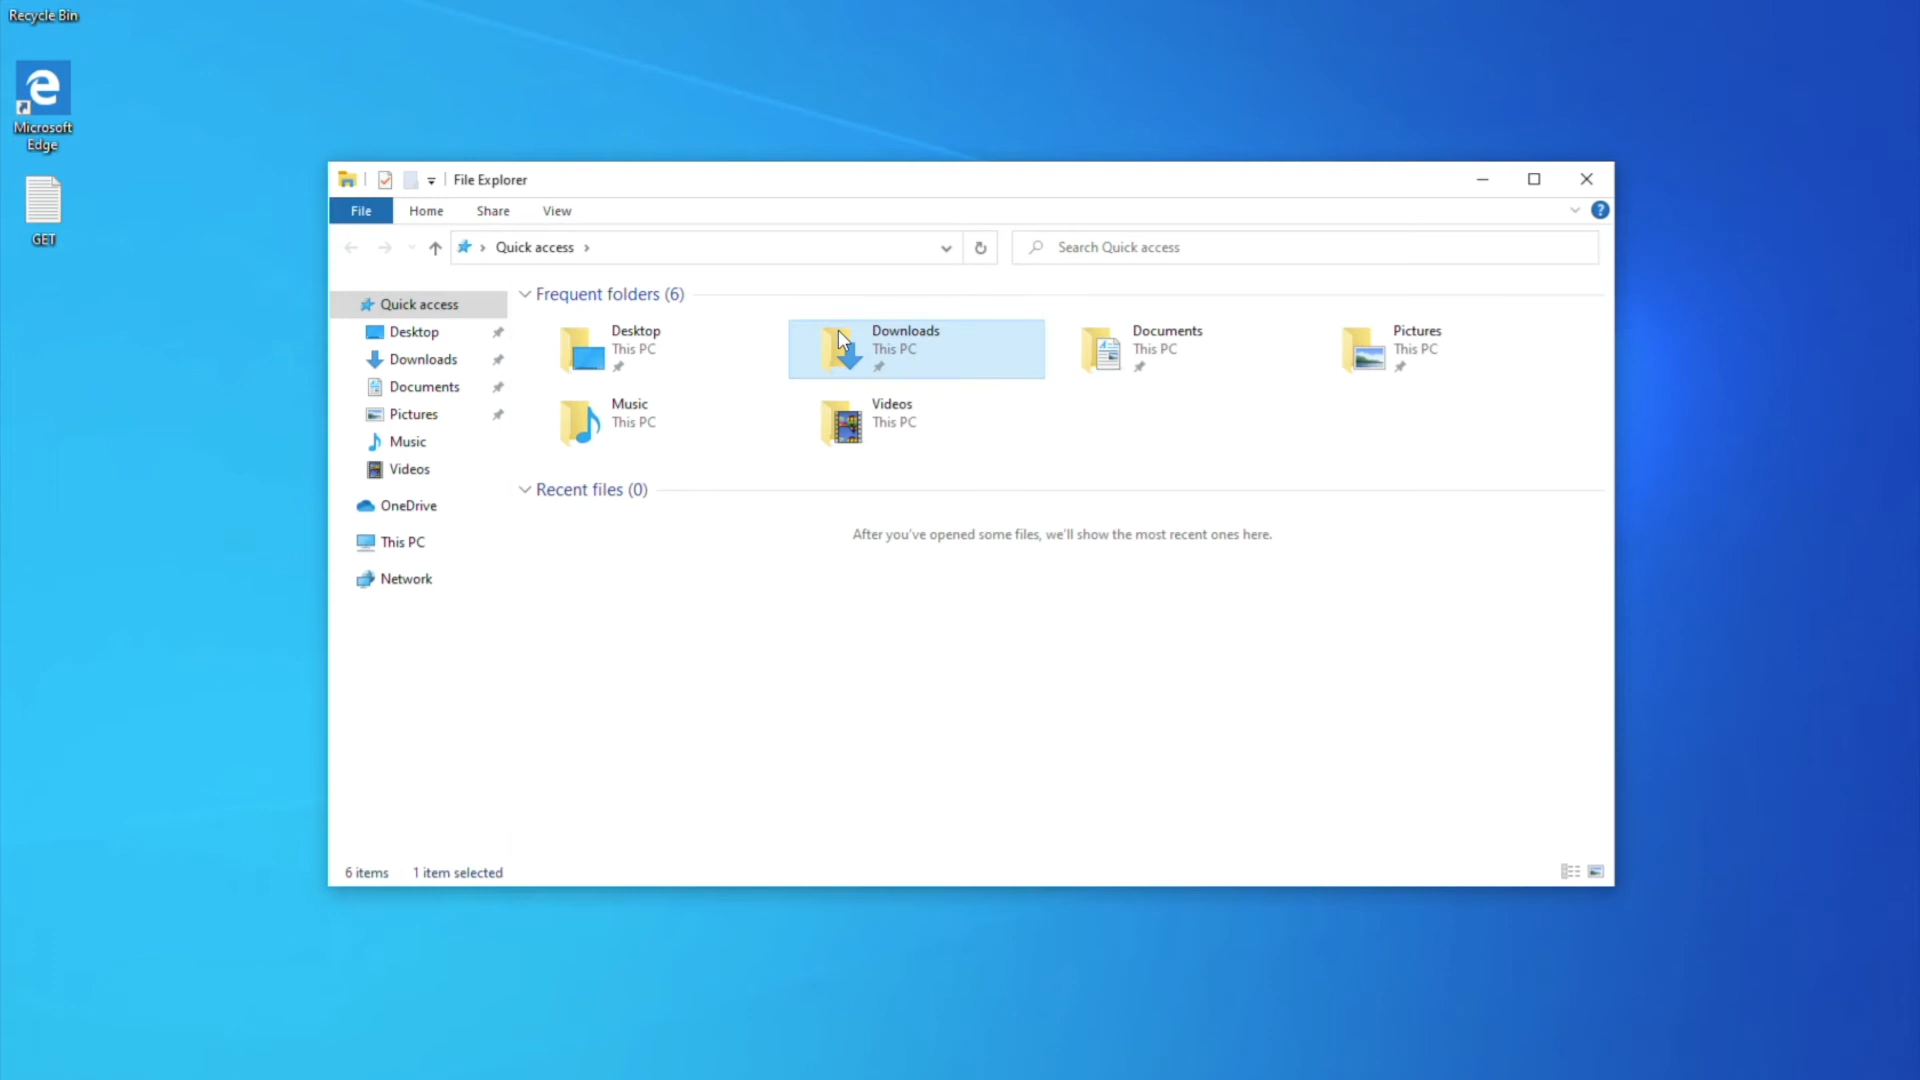 Recycle Bin
Microsoft
Edge
GET
File Explorer
File Home Share View
Quick access
Search Quick access
Quick access
Desktop
Downloads
Documents
Pictures
Music
Videos
OneDrive
This PC
Network
Frequent folders (6)
Desktop
This PC
Downloads
This PC
Documents
This PC
Pictures
This PC
Music
This PC
Videos
This PC
Recent files (0)
After you've opened some files, we'll show the most recent ones here.
6 items 1 item selected